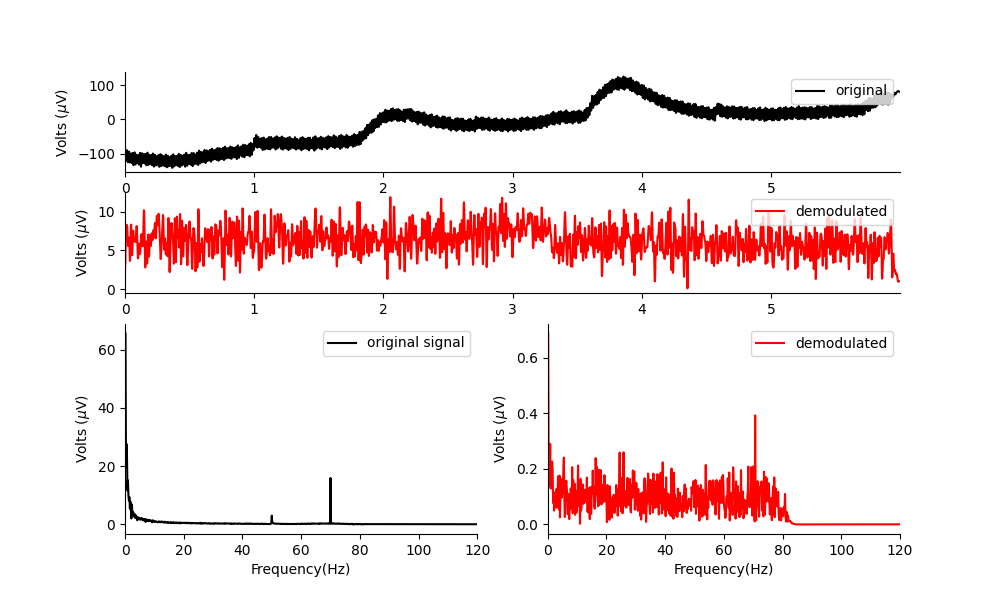 Volts (μV)
100
0
−100
original
0 1 2 3 4 5
Volts (μV)
10
5
0
demodulated
0 1 2 3 4 5
Volts (μV)
60
40
20
0
original signal
0 20 40 60 80 100 120
Frequency(Hz)
Volts (μV)
0.6
0.4
0.2
0.0
demodulated
0 20 40 60 80 100 120
Frequency(Hz)